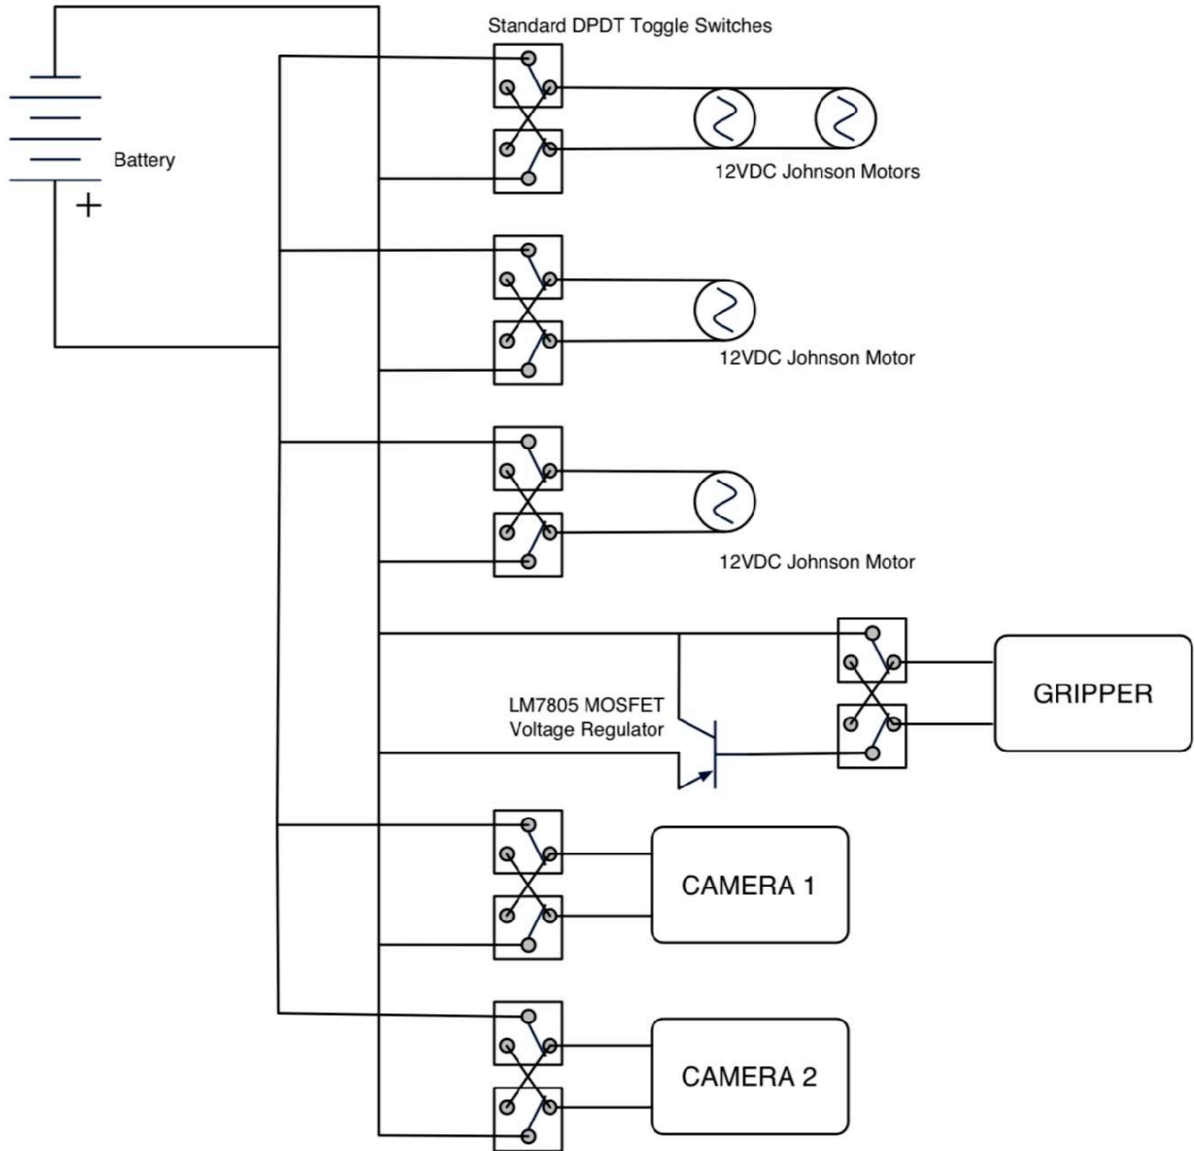 Standard DPDT Toggle Switches
Battery
+
12VDC Johnson Motors
12VDC Johnson Motor
12VDC Johnson Motor
LM7805 MOSFET
Voltage Regulator
GRIPPER
CAMERA 1
CAMERA 2